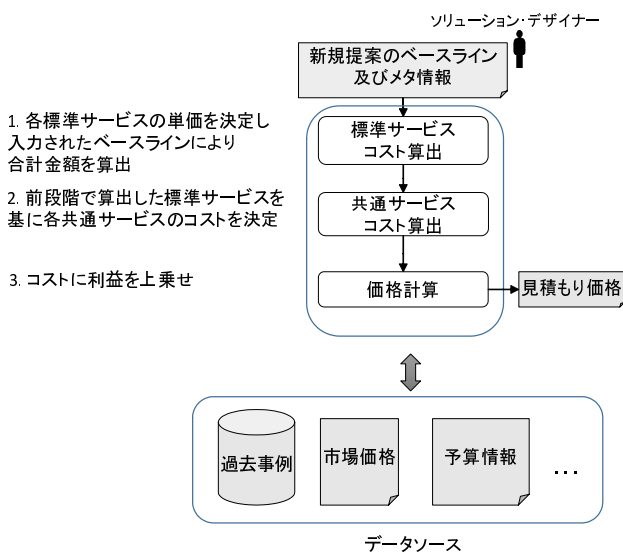 ソリューション・デザイナー
新規提案のベースライン
及びメタ情報
1. 各標準サービスの単価を決定し
入力されたベースラインにより
合計金額を算出
標準サービス
コスト算出
2. 前段階で算出した標準サービスを
基に各共通サービスのコストを決定
共通サービス
コスト算出
3. コストに利益を上乗せ
価格計算
見積もり価格
過去事例
市場価格
予算情報
...
データソース